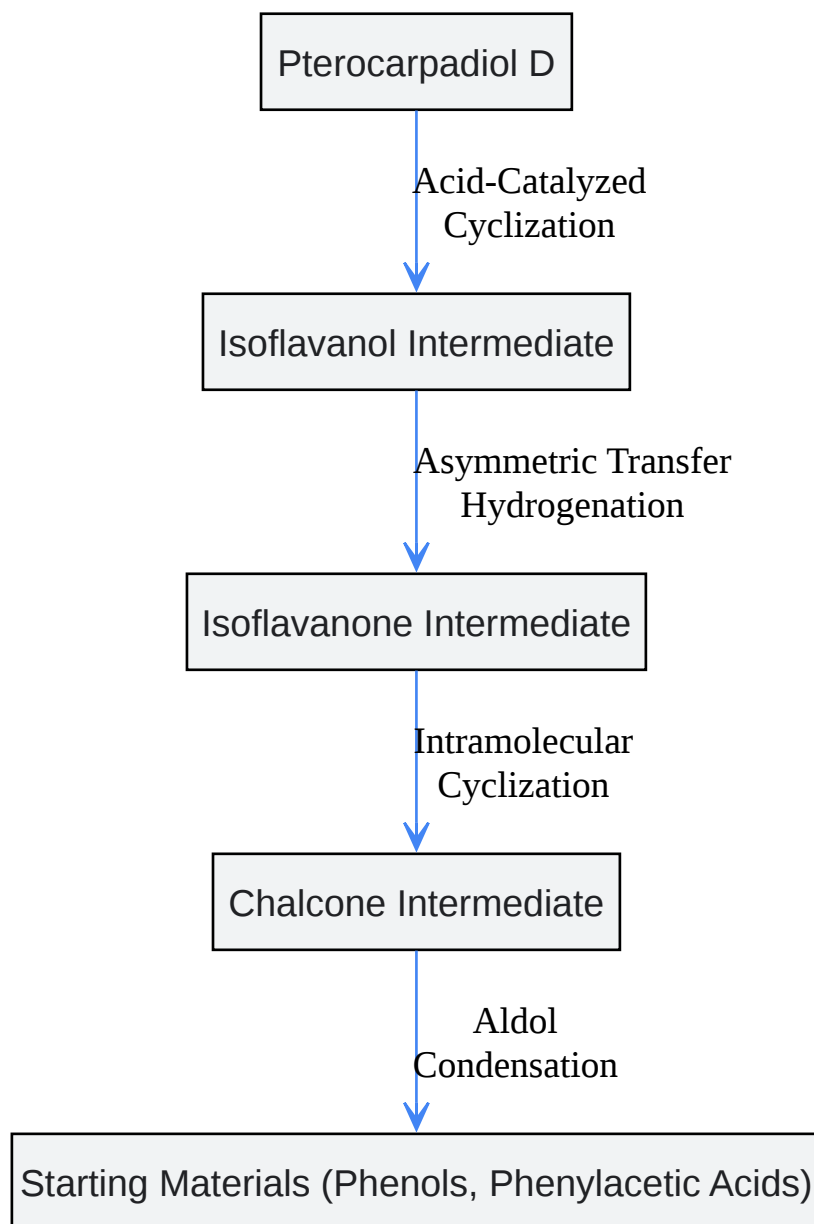 Pterocarpadiol D
Acid-Catalyzed
Cyclization
Isoflavanol Intermediate
Asymmetric Transfer
Hydrogenation
Isoflavanone Intermediate
Intramolecular
Cyclization
Chalcone Intermediate
Aldol
Condensation
Starting Materials (Phenols, Phenylacetic Acids)